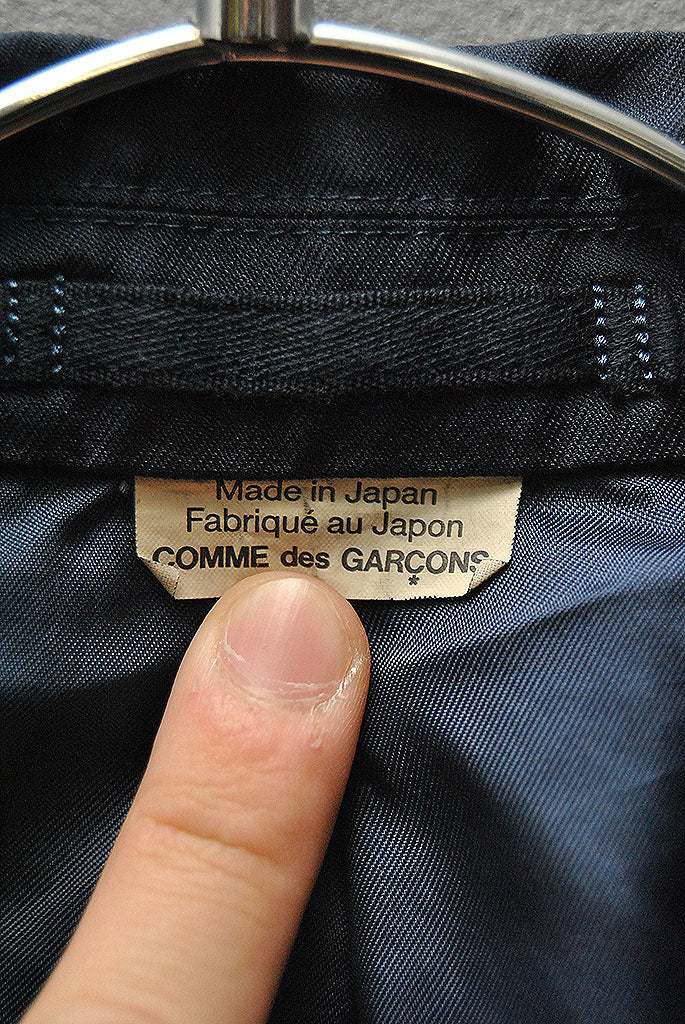 Made in Japan
Fabriqué au Japon
COMME des GARÇONS
*